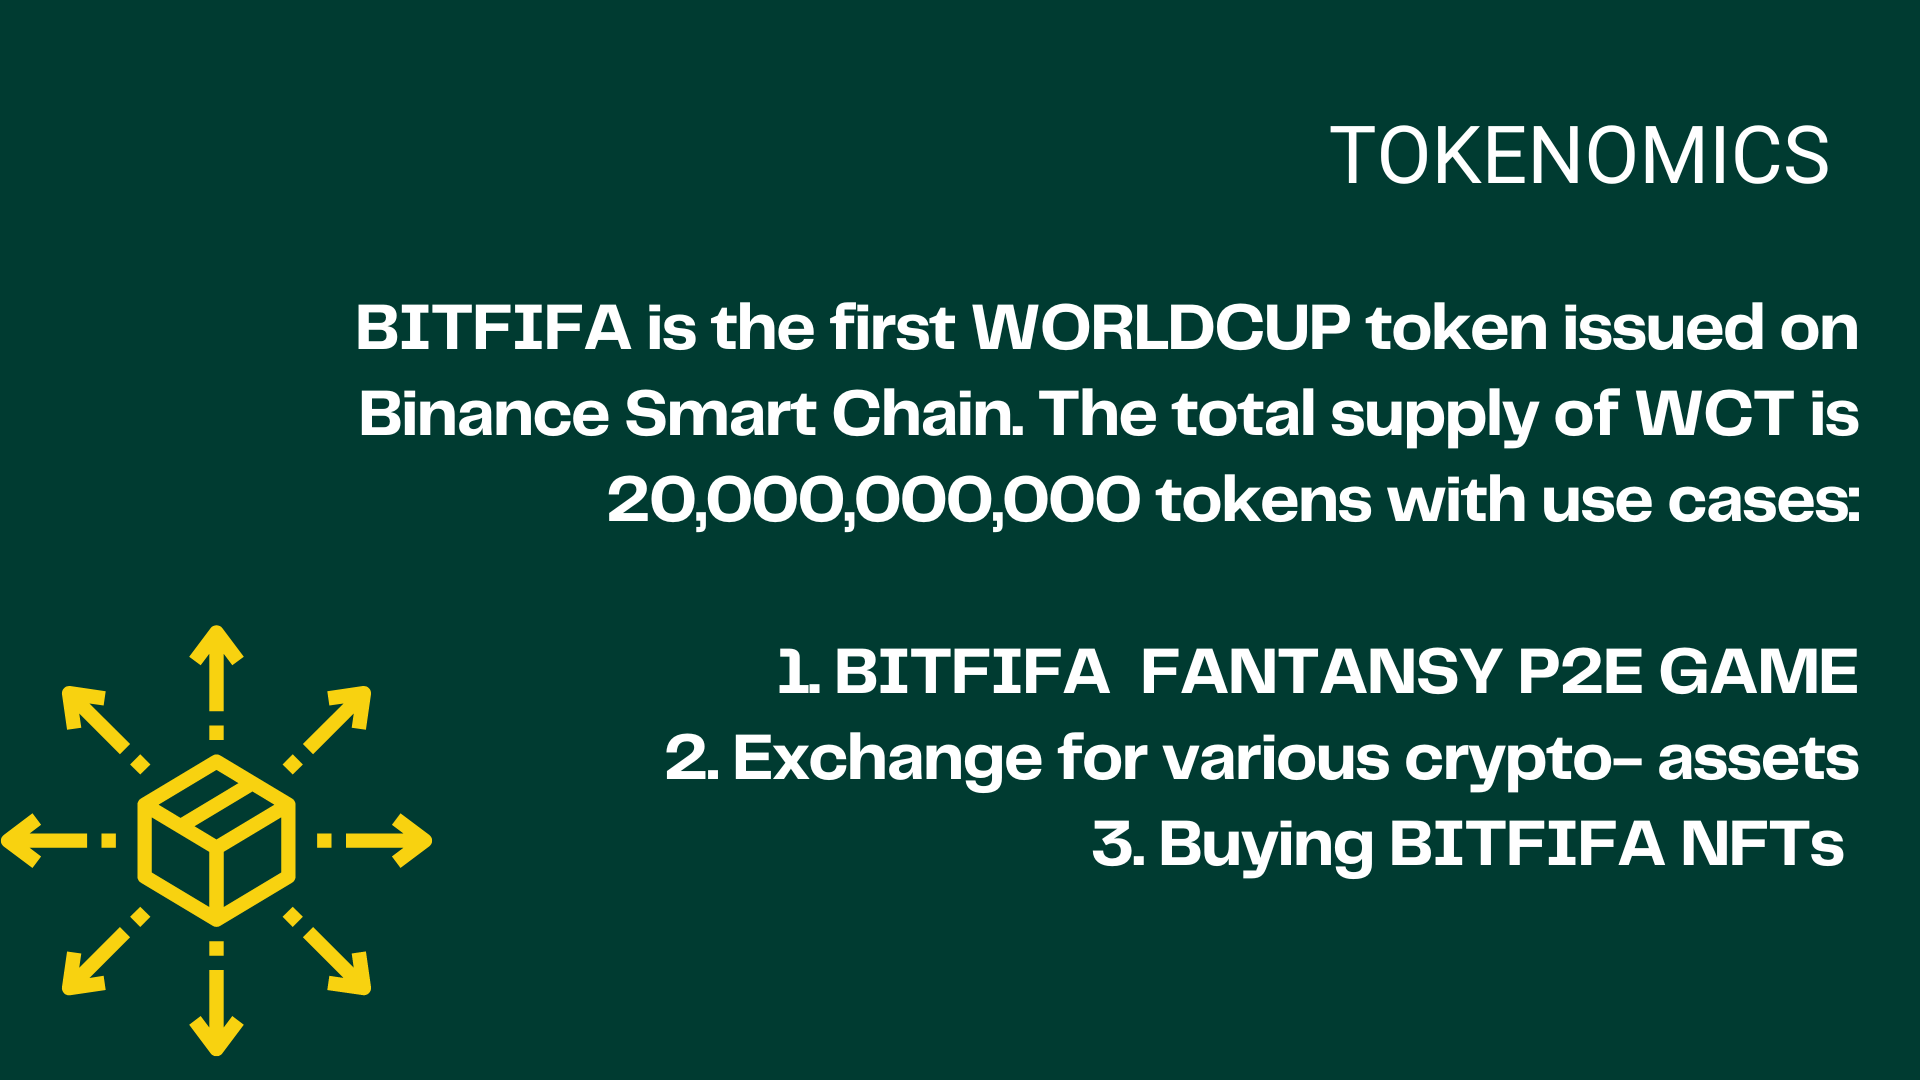 TOKENOMICS
BITFIFA is the first WORLDCUP token issued on
Binance Smart Chain. The total supply of WCT is
20,000,000,000 tokens with use cases:
1. BITFIFA FANTANSY P2E GAME
2. Exchange for various crypto- assets
3. Buying BITFIFA NFTs